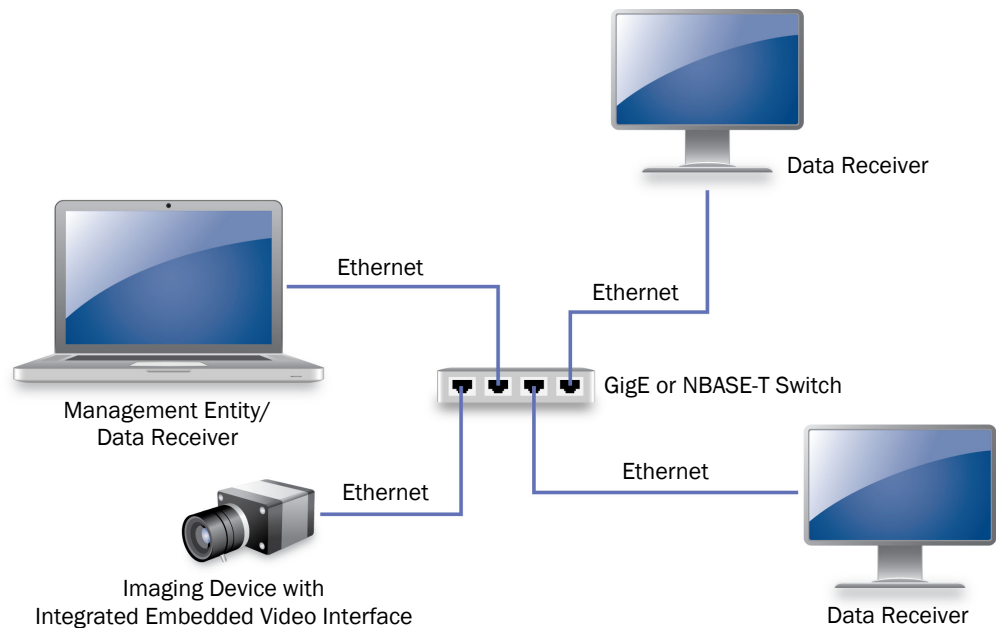 Data Receiver
Ethernet
Ethernet
GigE or NBASE-T Switch
Management Entity/
Data Receiver
Ethernet
Ethernet
Imaging Device with
Integrated Embedded Video Interface
Data Receiver